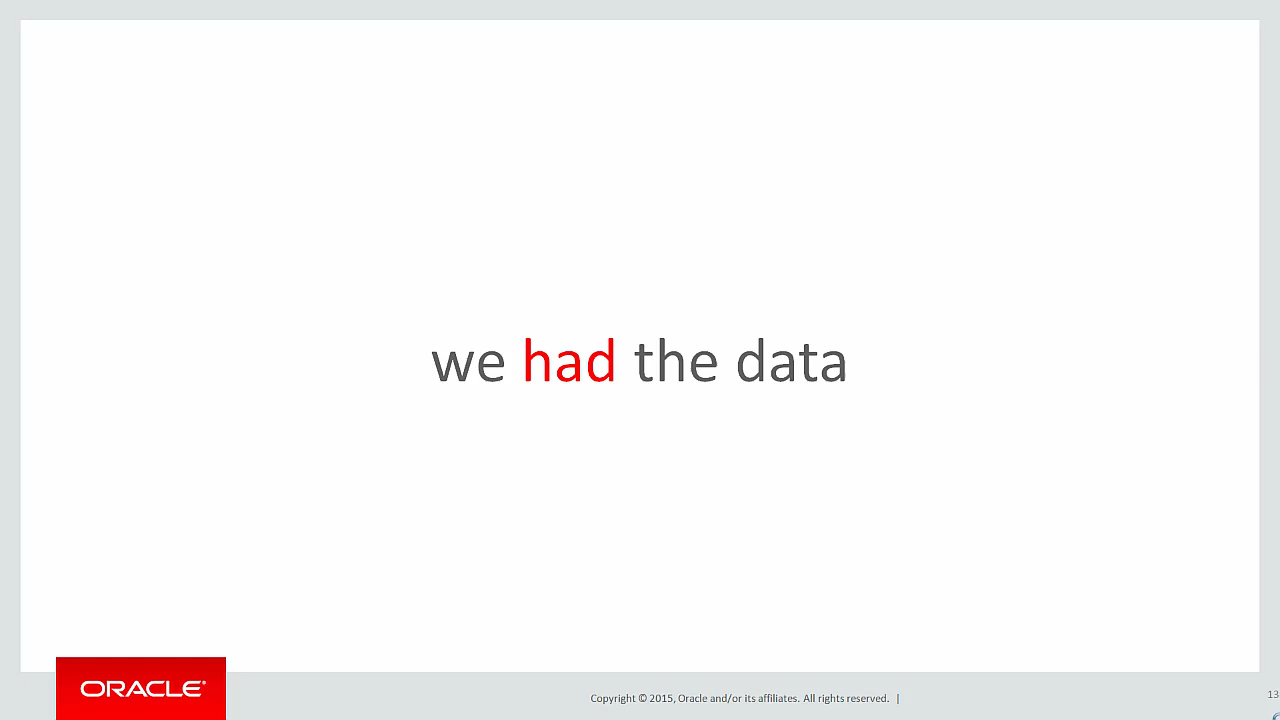 we had the data
ORACLE®
Copyright © 2015, Oracle and/or its affiliates. All rights reserved. |
13